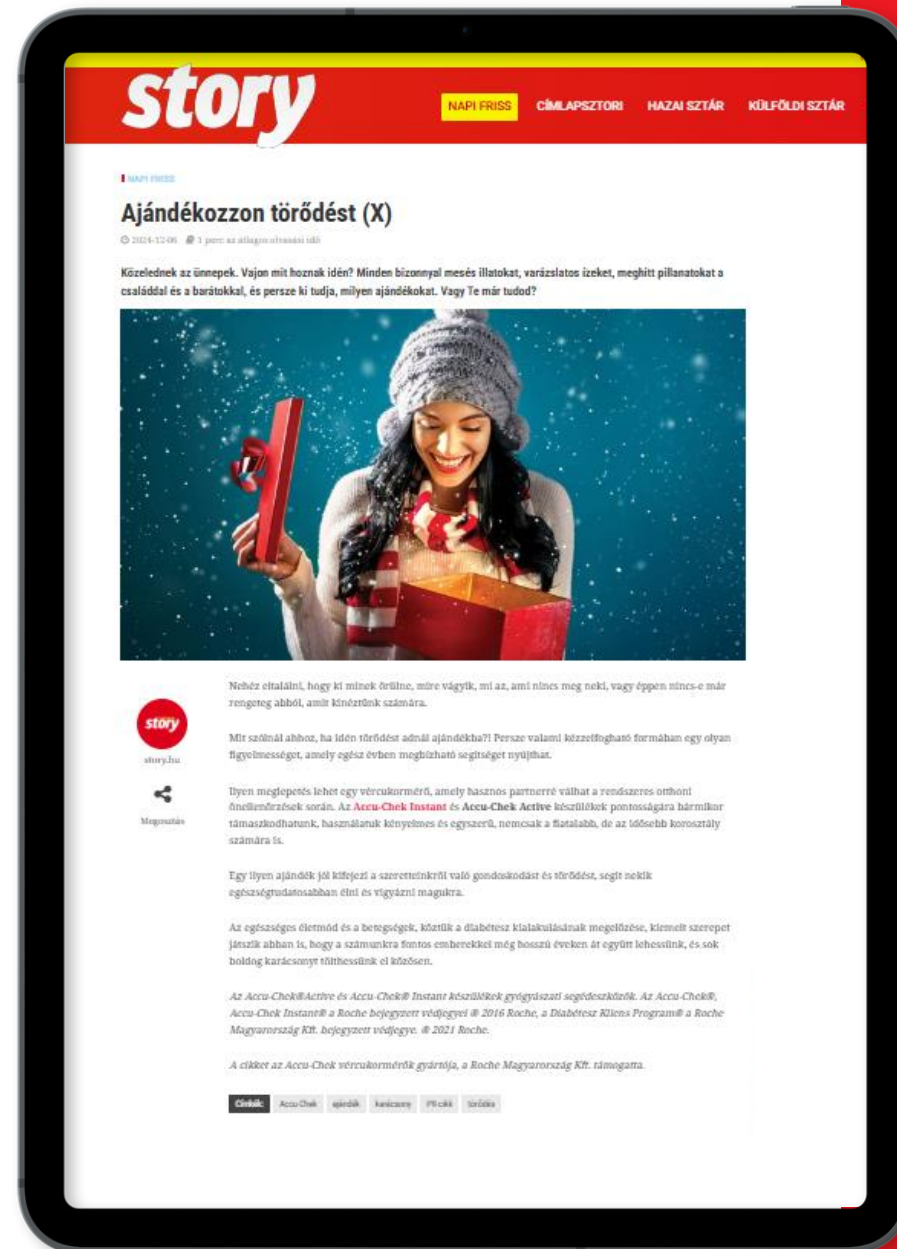 story
NAPI FRISS
CÍMLAPSZTORI
HAZAI SZTÁR
KÜLFÖLDI SZTÁR
NAPI FRISS
Ajándékozzon törődést (X)
2024-12-06 1 perc az átlagos olvasási idő
Közelednek az ünnepek. Vajon mit hoznak idén? Minden bizonnyal mesés illatokat, varázslatos ízeket, meghitt pillanatokat a
családdal és a barátokkal, és persze ki tudja, milyen ajándékokat. Vagy Te már tudod?
story
story.hu
Megosztás
Nehéz eltalálni, hogy ki minek örülne, mire vágyik, mi az, ami nincs meg neki, vagy éppen nincs-e már
rengeteg abból, amit kinéztünk számára.
Mit szólnál ahhoz, ha idén törődést adnál ajándékba?! Persze valami kézzelfogható formában egy olyan
figyelmességet, amely egész évben megbízható segítséget nyújthat.
Ilyen meglepetés lehet egy vércukormérő, amely hasznos partnerré válhat a rendszeres otthoni
önellenőrzések során. Az Accu-Chek Instant és Accu-Chek Active készülékek pontosságára bármikor
támaszkodhatunk, használatuk kényelmes és egyszerű, nemcsak a fiatalabb, de az idősebb korosztály
számára is.
Egy ilyen ajándék jól kifejezi a szeretteinkről való gondoskodást és törődést, segít nekik
egészségtudatosabban élni és vigyázni magukra.
Az egészséges életmód és a betegségek, köztük a diabétesz kialakulásának megelőzése, kiemelt szerepet
játszik abban is, hogy a számunkra fontos emberekkel még hosszú éveken át együtt lehessünk, és sok
boldog karácsonyt tölthessünk el közösen.
Az Accu-Chek®Active és Accu-Chek® Instant készülékek gyógyászati segédeszközök. Az Accu-Chek®,
Accu-Chek Instant® a Roche bejegyzett védjegyei ® 2016 Roche, a Diabétesz Kliens Program® a Roche
Magyarország Kft. bejegyzett védjegye. ® 2021 Roche.
A cikket az Accu-Chek vércukormérők gyártója, a Roche Magyarország Kft. támogatta.
Címkék: Accu-Chek ajándék karácsony PR cikk törődés